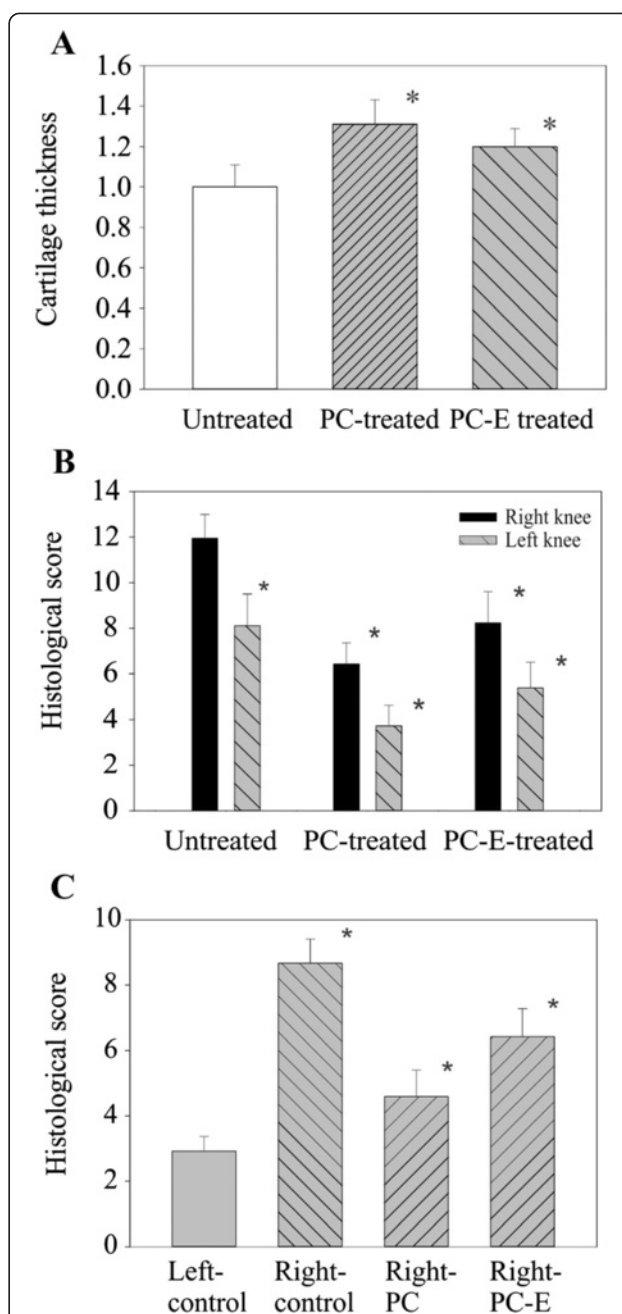 A
1.6
1.4
1.2
1.0
0.8
0.6
0.4
0.2
0.0
Cartilage thickness
* *
Untreated PC-treated PC-E treated
B
14
12
10
8
6
4
2
0
Histological score
Right knee
Left knee
* * * * *
Untreated PC-treated PC-E-treated
C
10
8
6
4
2
0
Histological score
* * *
Left- Right- Right- Right-
control control PC PC-E